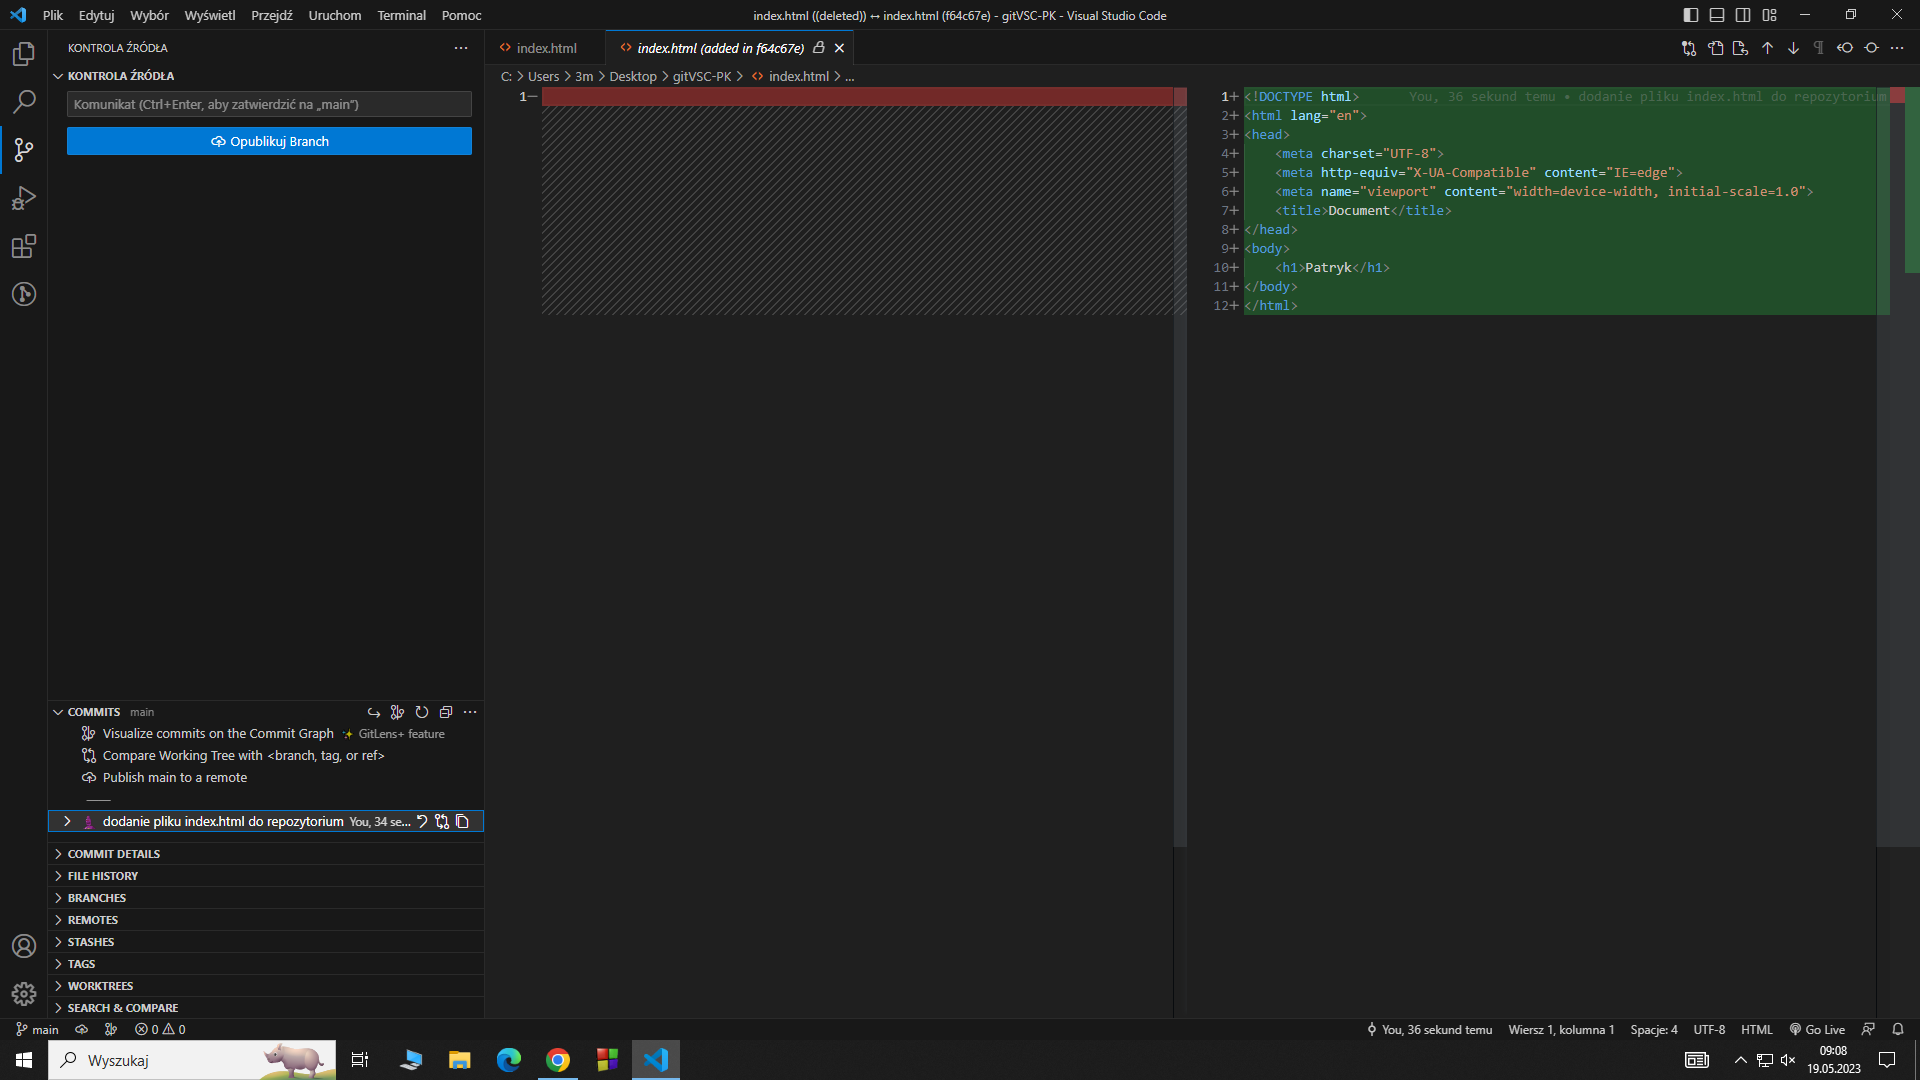 Plik Edytuj Wybór Wyświetl Przejdź Uruchom Terminal Pomoc
index.html ((deleted)) ↔ index.html (f64c67e) - gitVSC-PK - Visual Studio Code
KONTROLA ŹRÓDŁA
KONTROLA ŹRÓDŁA
Komunikat (Ctrl+Enter, aby zatwierdzić na „main”)
Opublikuj Branch
COMMITS main
Visualize commits on the Commit Graph GitLens+ feature
Compare Working Tree with <branch, tag, or ref>
Publish main to a remote
dodanie pliku index.html do repozytorium You, 34 se...
COMMIT DETAILS
FILE HISTORY
BRANCHES
REMOTES
STASHES
TAGS
WORKTREES
SEARCH & COMPARE
index.html
index.html (added in f64c67e)
C: > Users > 3m > Desktop > gitVSC-PK > index.html > ...
1−
1+ <!DOCTYPE html> You, 36 sekund temu • dodanie pliku index.html do repozytorium
2+ <html lang="en">
3+ <head>
4+ <meta charset="UTF-8">
5+ <meta http-equiv="X-UA-Compatible" content="IE=edge">
6+ <meta name="viewport" content="width=device-width, initial-scale=1.0">
7+ <title>Document</title>
8+ </head>
9+ <body>
10+ <h1>Patryk</h1>
11+ </body>
12+ </html>
main 0 0
You, 36 sekund temu Wiersz 1, kolumna 1 Spacje: 4 UTF-8 HTML Go Live
Wyszukaj
09:08
19.05.2023